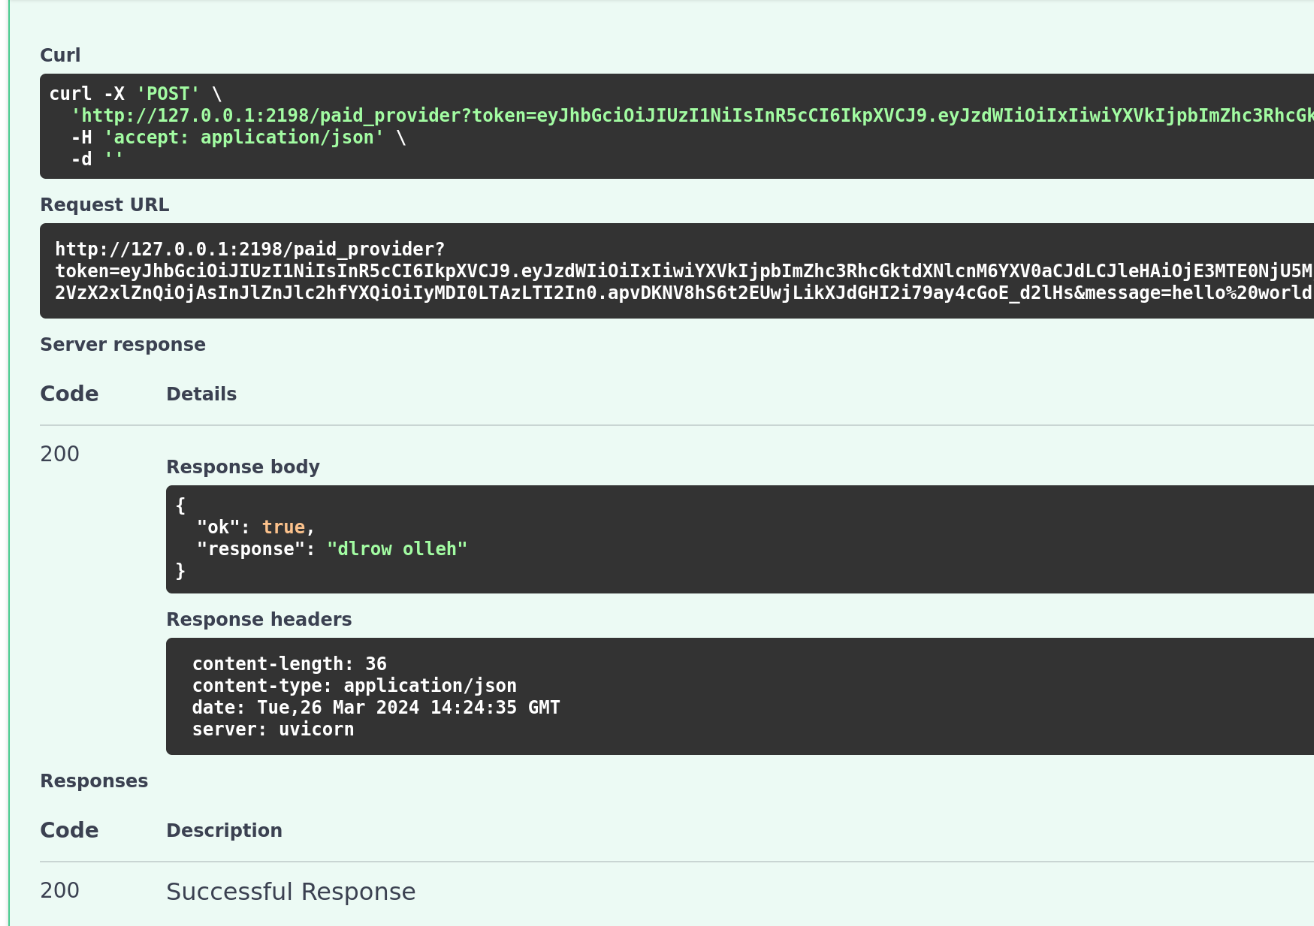 Curl
curl -X 'POST' \
'http://127.0.0.1:2198/paid_provider?token=eyJhbGciOiJIUzI1NiIsInR5cCI6IkpXVCJ9.eyJzdWIiOiIxIiwiYXVkIjpbImZhc3RhcGk
-H 'accept: application/json' \
-d ''
Request URL
http://127.0.0.1:2198/paid_provider?
token=eyJhbGciOiJIUzI1NiIsInR5cCI6IkpXVCJ9.eyJzdWIiOiIxIiwiYXVkIjpbImZhc3RhcGktdXNlcnM6YXV0aCJdLCJleHAiOjE3MTE0NjU5M
2VzX2xlZnQiOjAsInJlZnJlc2hfYXQiOiIyMDI0LTAzLTI2In0.apvDKNV8hS6t2EUwjLikXJdGHI2i79ay4cGoE_d2lHs&message=hello%20world
Server response
Code Details
200
Response body
{
"ok": true,
"response": "dlrow olleh"
}
Response headers
content-length: 36
content-type: application/json
date: Tue,26 Mar 2024 14:24:35 GMT
server: uvicorn
Responses
Code Description
200 Successful Response